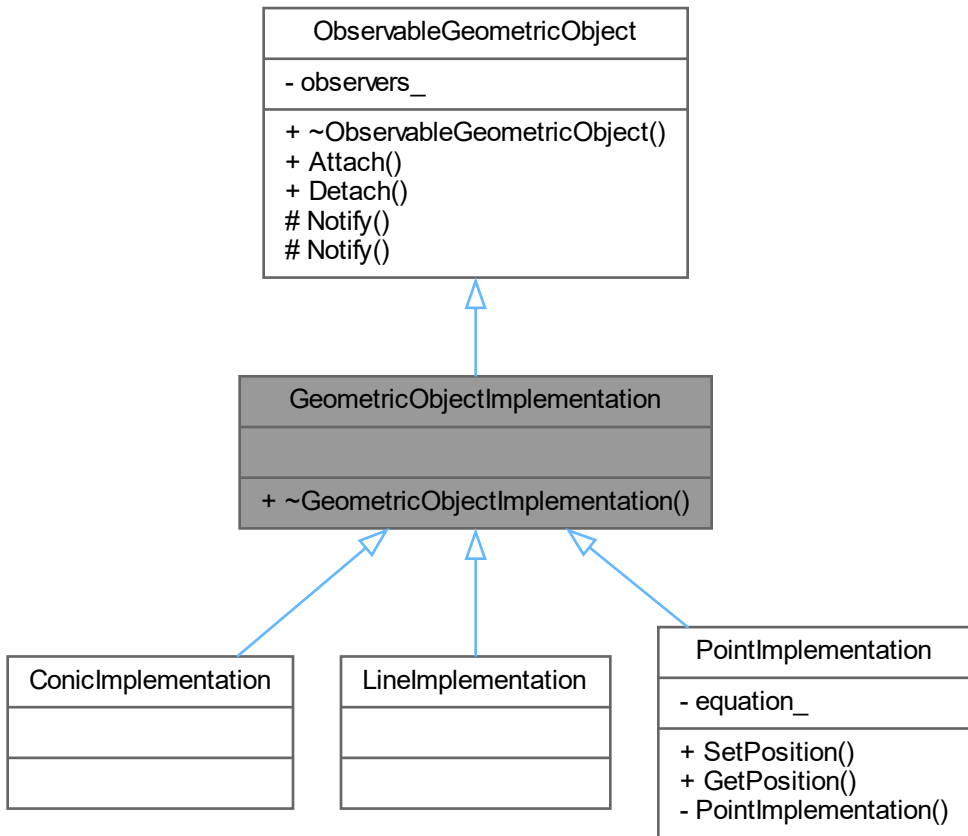 ObservableGeometricObject
- observers_
+ ~ObservableGeometricObject()
+ Attach()
+ Detach()
# Notify()
# Notify()
GeometricObjectImplementation
+ ~GeometricObjectImplementation()
ConicImplementation
LineImplementation
PointImplementation
- equation_
+ SetPosition()
+ GetPosition()
- PointImplementation()